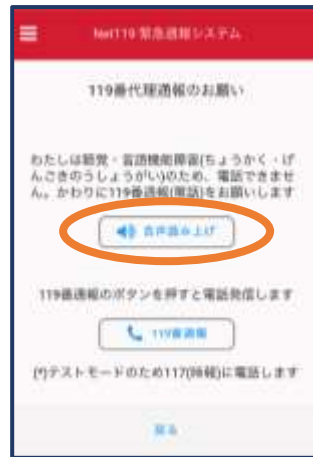 Net119 緊急通報システム
119番代理通報のお願い
わたしは聴覚・言語機能障害(ちょうかく・げ
んごきのうしょうがい)のため、電話できませ
ん。かわりに119番通報(電話)をお願いします
音声読み上げ
119番通報のボタンを押すと電話発信します
119番通報
(*)テストモードのため117(時報)に電話します
戻る